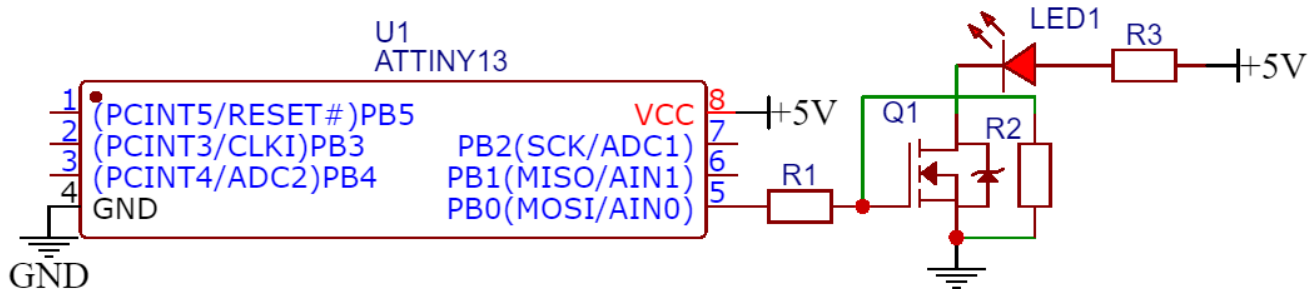 U1
ATTINY13
LED1
R3
+5V
1 (PCINT5/RESET#)PB5
2 (PCINT3/CLKI)PB3
3 (PCINT4/ADC2)PB4
4 GND
VCC 8
+5V
PB2(SCK/ADC1) 7
PB1(MISO/AIN1) 6
PB0(MOSI/AIN0) 5
R1
Q1
R2
GND